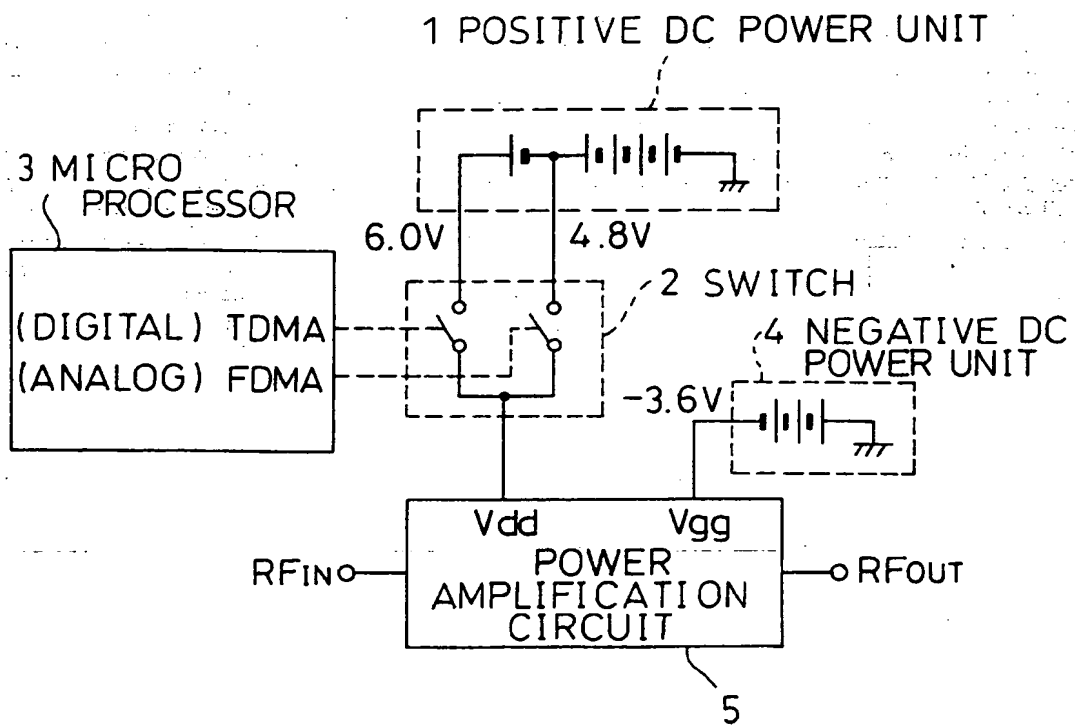 1 POSITIVE DC POWER UNIT
3 MICRO
PROCESSOR
6.0V
4.8V
2 SWITCH
(DIGITAL) TDMA
(ANALOG) FDMA
4 NEGATIVE DC
POWER UNIT
-3.6V
Vdd
Vgg
RFIN
POWER
AMPLIFICATION
CIRCUIT
RFOUT
5